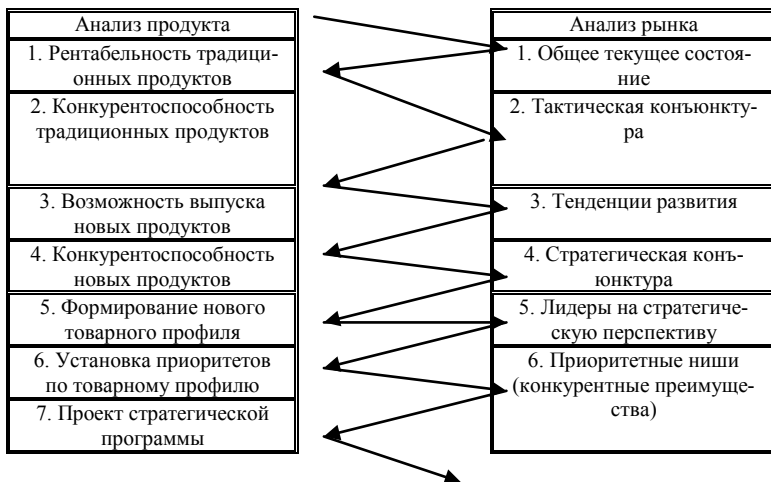 Анализ продукта
1. Рентабельность традици-
онных продуктов
2. Конкурентоспособность
традиционных продуктов
3. Возможность выпуска
новых продуктов
4. Конкурентоспособность
новых продуктов
5. Формирование нового
товарного профиля
6. Установка приоритетов
по товарному профилю
7. Проект стратегической
программы
Анализ рынка
1. Общее текущее состоя-
ние
2. Тактическая конъюнкту-
ра
3. Тенденции развития
4. Стратегическая конъ-
юнктура
5. Лидеры на стратегиче-
скую перспективу
6. Приоритетные ниши
(конкурентные преимуще-
ства)